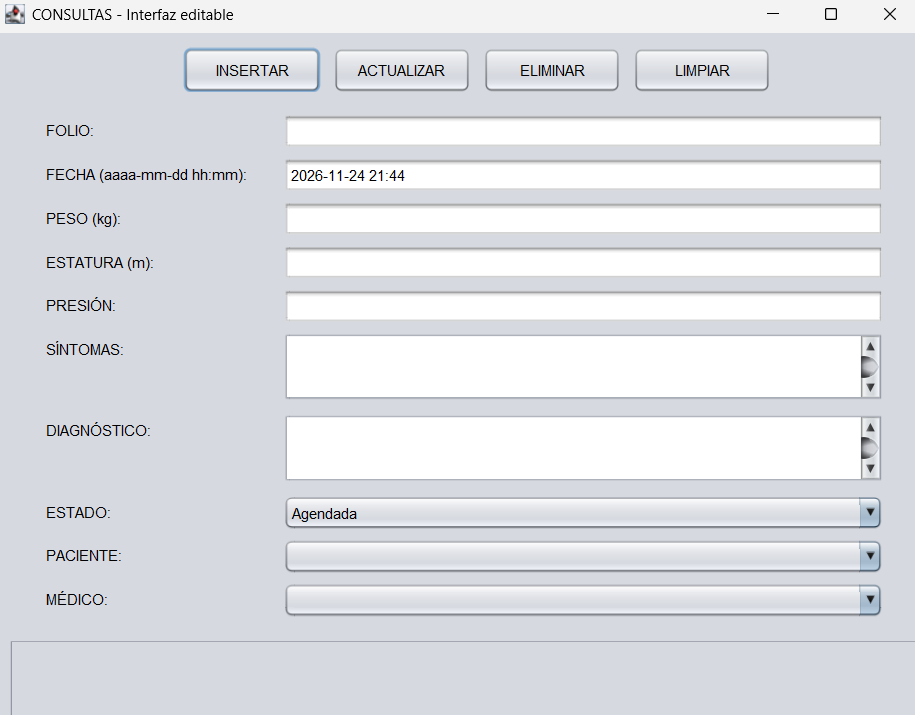 CONSULTAS - Interfaz editable
INSERTAR ACTUALIZAR ELIMINAR LIMPIAR
FOLIO:
FECHA (aaaa-mm-dd hh:mm): 2026-11-24 21:44
PESO (kg):
ESTATURA (m):
PRESIÓN:
SÍNTOMAS:
DIAGNÓSTICO:
ESTADO: Agendada
PACIENTE:
MÉDICO: